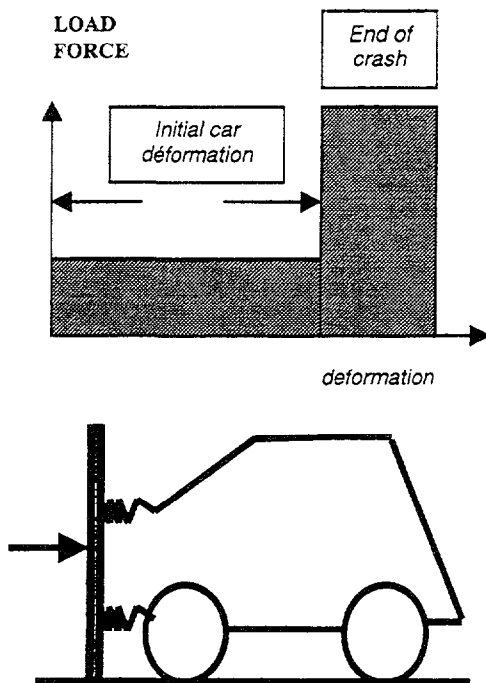 LOAD
FORCE
End of
crash
Initial car
déformation
deformation